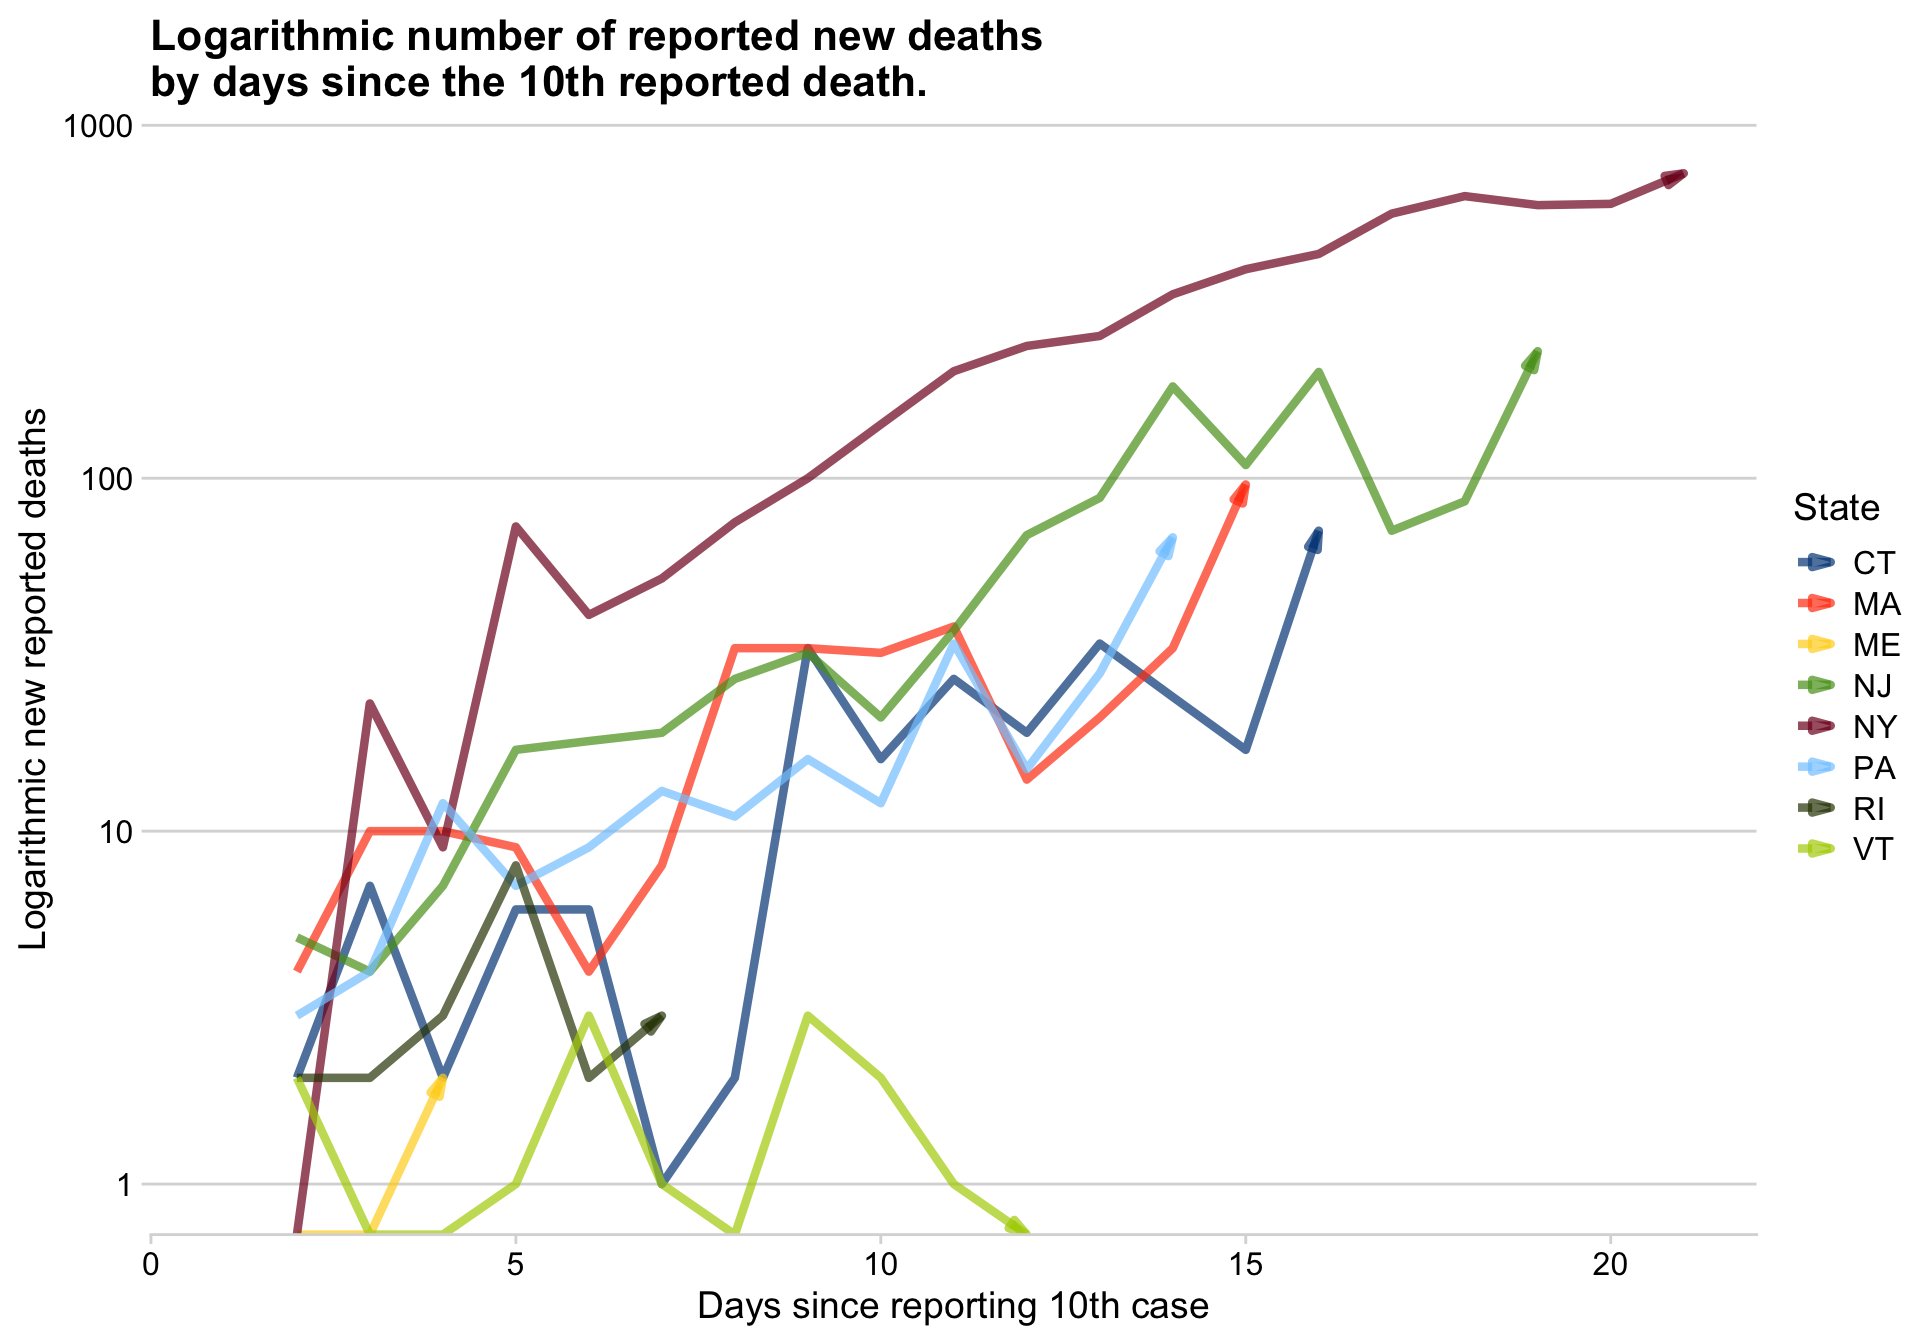 Logarithmic number of reported new deaths
by days since the 10th reported death.
1000
100
10
1
Logarithmic new reported deaths
0 5 10 15 20
Days since reporting 10th case
State
CT
MA
ME
NJ
NY
PA
RI
VT